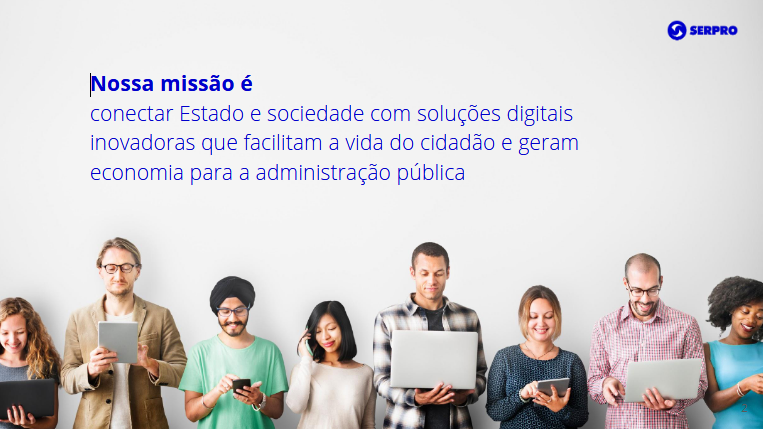 SERPRO
Nossa missão é
conectar Estado e sociedade com soluções digitais
inovadoras que facilitam a vida do cidadão e geram
economia para a administração pública